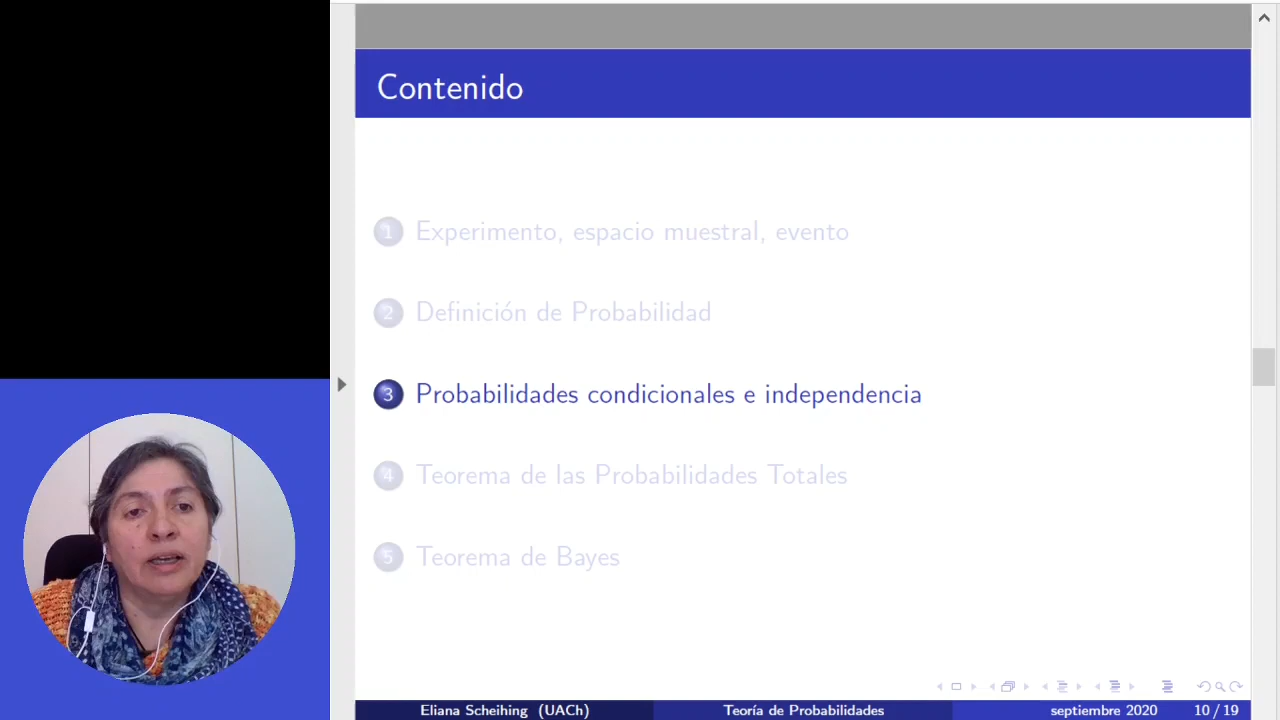 Contenido
1 Experimento, espacio muestral, evento
2 Definición de Probabilidad
3 Probabilidades condicionales e independencia
4 Teorema de las Probabilidades Totales
5 Teorema de Bayes
Eliana Scheihing (UACh) Teoría de Probabilidades septiembre 2020 10 / 19